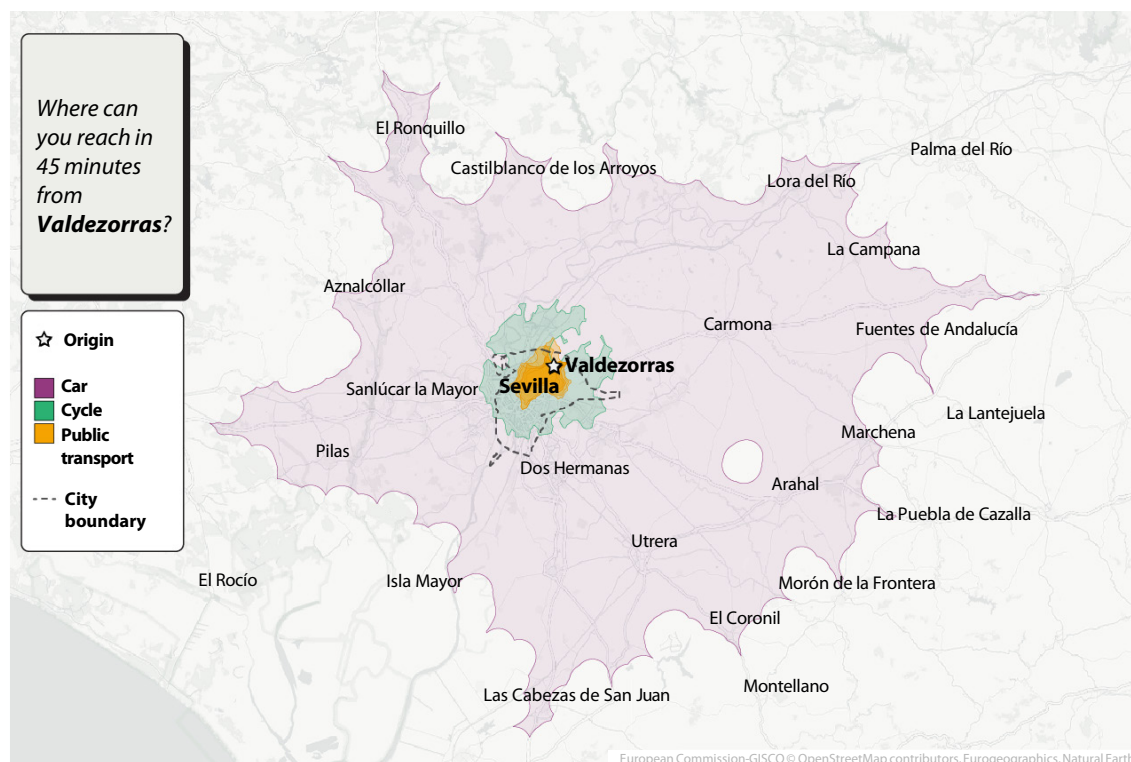 Where can
you reach in
45 minutes
from
Valdezorras?
Origin
Car
Cycle
Public
transport
City
boundary
El Ronquillo
Castilblanco de los Arroyos
Palma del Río
Lora del Río
La Campana
Aznalcóllar
Carmona
Fuentes de Andalucía
Valdezorras
Sevilla
Sanlúcar la Mayor
La Lantejuela
Marchena
Pilas
Dos Hermanas
Arahal
La Puebla de Cazalla
Utrera
El Rocío
Isla Mayor
Morón de la Frontera
El Coronil
Montellano
Las Cabezas de San Juan
European Commission-GISCO © OpenStreetMap contributors, Eurogeographics, Natural Earth